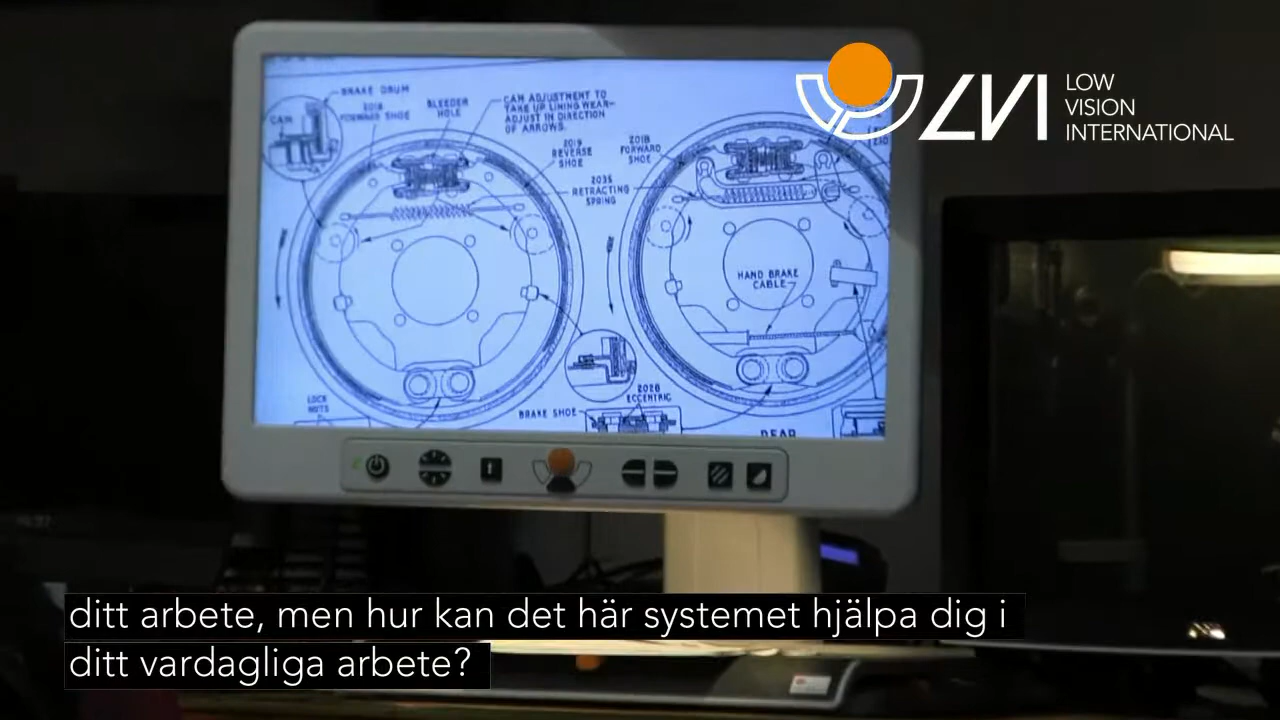 LOW
VISION
INTERNATIONAL
LVI
BRAKE DRUM
CAM
2018
FORWARD SHOE
BLEEDER
HOLE
CAM ADJUSTMENT TO
TAKE UP LINING WEAR–
ADJUST IN DIRECTION
OF ARROWS.
2019
REVERSE
SHOE
2018
FORWARD
SHOE
2035
RETRACTING
SPRING
HAND BRAKE
CABLE
LOCK
NUTS
BRAKE SHOE
2028
ECCENTRIC
REAR
ditt arbete, men hur kan det här systemet hjälpa dig i
ditt vardagliga arbete?